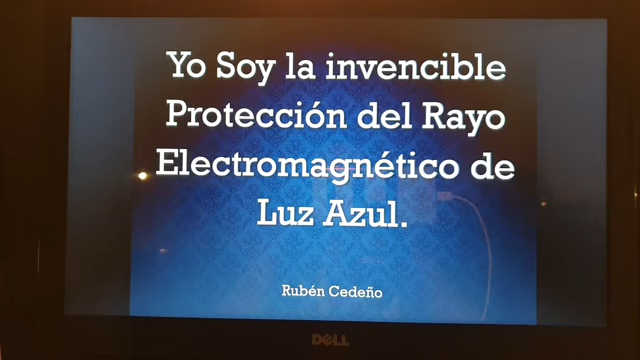 Yo Soy la invencible
Protección del Rayo
Electromagnético de
Luz Azul.
Rubén Cedeño
DELL